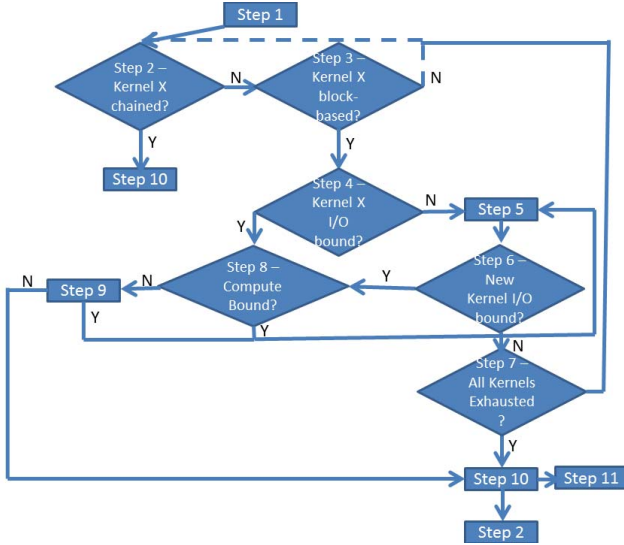 Step 1
Step 2 –
Kernel X
chained?
N
Step 3 –
Kernel X
block-
based?
N
Y
Y
Step 10
Step 4 –
Kernel X
I/O
bound?
N
Step 5
Y
Step 8 –
Compute
Bound?
Y
Step 6 –
New
Kernel I/O
bound?
N
Step 9
N
Y
Y
N
Step 7 –
All Kernels
Exhausted
?
Y
Step 10
Step 11
Step 2